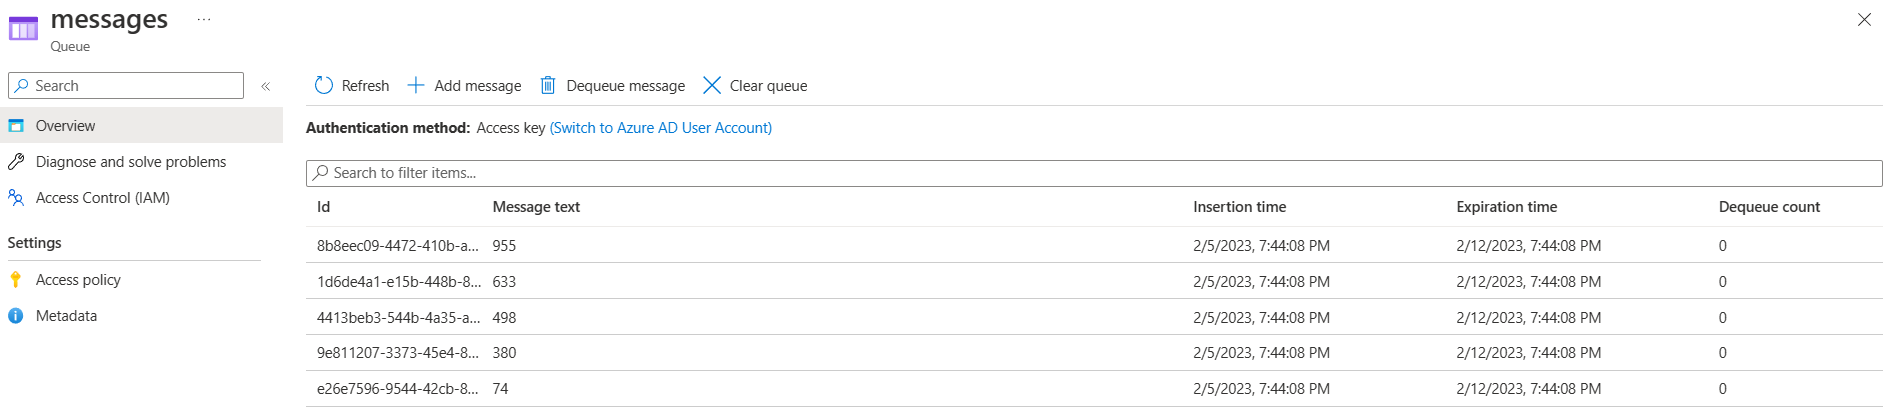 messages ...
Queue
Search «
Overview
Diagnose and solve problems
Access Control (IAM)
Settings
Access policy
Metadata
Refresh Add message Dequeue message Clear queue
Authentication method: Access key (Switch to Azure AD User Account)
Search to filter items...
Id Message text Insertion time Expiration time Dequeue count
8b8eec09-4472-410b-a... 955 2/5/2023, 7:44:08 PM 2/12/2023, 7:44:08 PM 0
1d6de4a1-e15b-448b-8... 633 2/5/2023, 7:44:08 PM 2/12/2023, 7:44:08 PM 0
4413beb3-544b-4a35-a... 498 2/5/2023, 7:44:08 PM 2/12/2023, 7:44:08 PM 0
9e811207-3373-45e4-8... 380 2/5/2023, 7:44:08 PM 2/12/2023, 7:44:08 PM 0
e26e7596-9544-42cb-8... 74 2/5/2023, 7:44:08 PM 2/12/2023, 7:44:08 PM 0